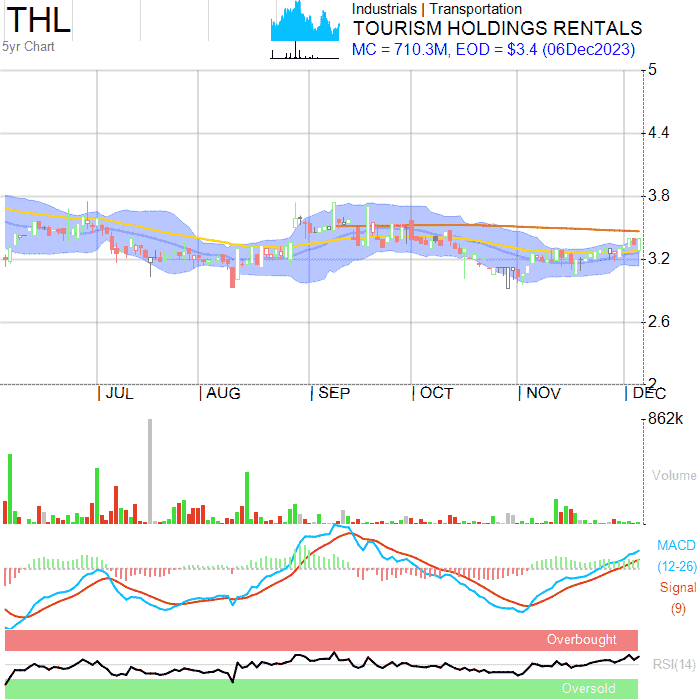 THL
5yr Chart
Industrials | Transportation
TOURISM HOLDINGS RENTALS
MC = 710.3M, EOD = $3.4 (06Dec2023)
5
4.4
3.8
3.2
2.6
2
JUL
AUG
SEP
OCT
NOV
DEC
862k
Volume
MACD
(12-26)
Signal
(9)
Overbought
RSI(14)
Oversold